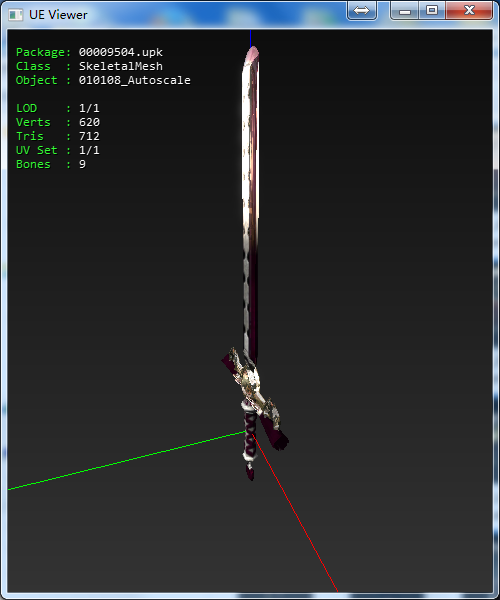 UE Viewer
Package: 00009504.upk
Class : SkeletalMesh
Object : 010108_Autoscale
LOD : 1/1
Verts : 620
Tris : 712
UV Set : 1/1
Bones : 9